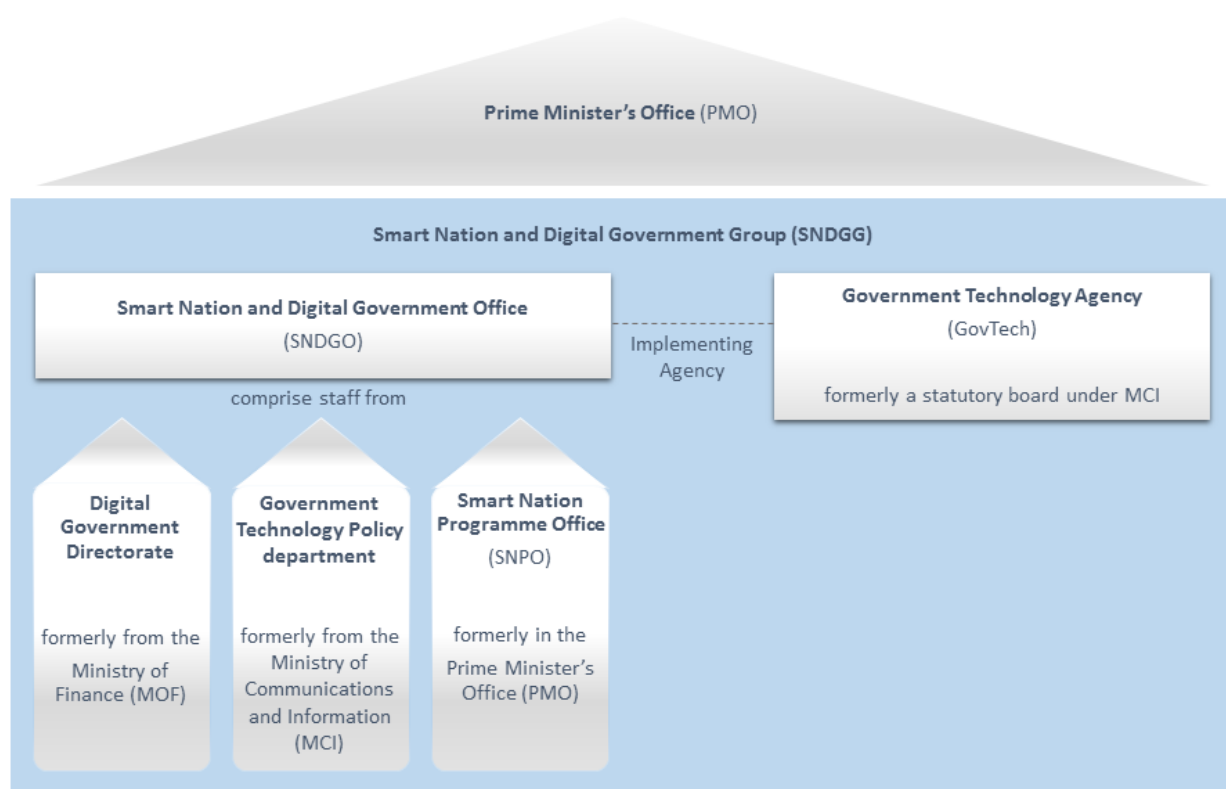 Prime Minister’s Office (PMO)
Smart Nation and Digital Government Group (SNDGG)
Smart Nation and Digital Government Office
(SNDGO)
Implementing
Agency
Government Technology Agency
(GovTech)
formerly a statutory board under MCI
comprise staff from
Digital
Government
Directorate
formerly from the
Ministry of
Finance (MOF)
Government
Technology Policy
department
formerly from the
Ministry of
Communications
and Information
(MCI)
Smart Nation
Programme Office
(SNPO)
formerly in the
Prime Minister’s
Office (PMO)